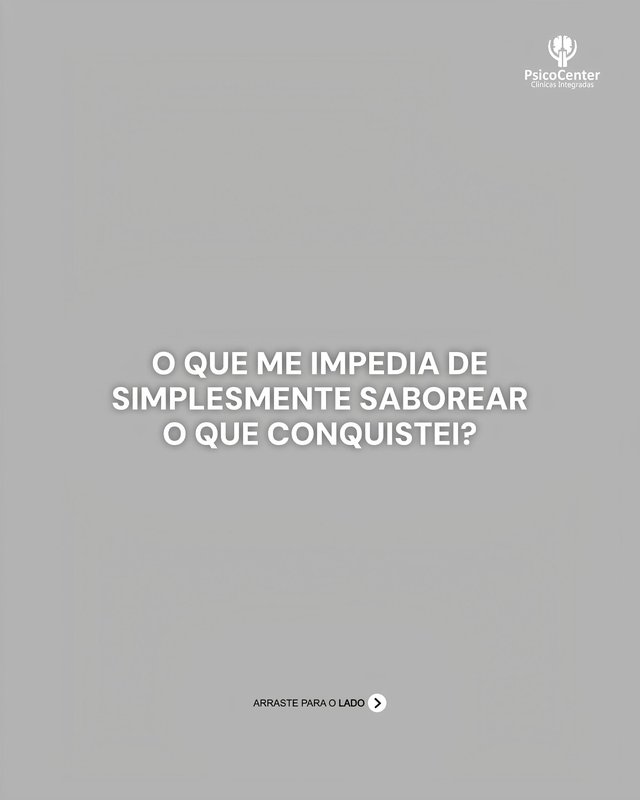 PsicoCenter
Clínicas Integradas
O QUE ME IMPEDIA DE
SIMPLESMENTE SABOREAR
O QUE CONQUISTEI?
ARRASTE PARA O LADO